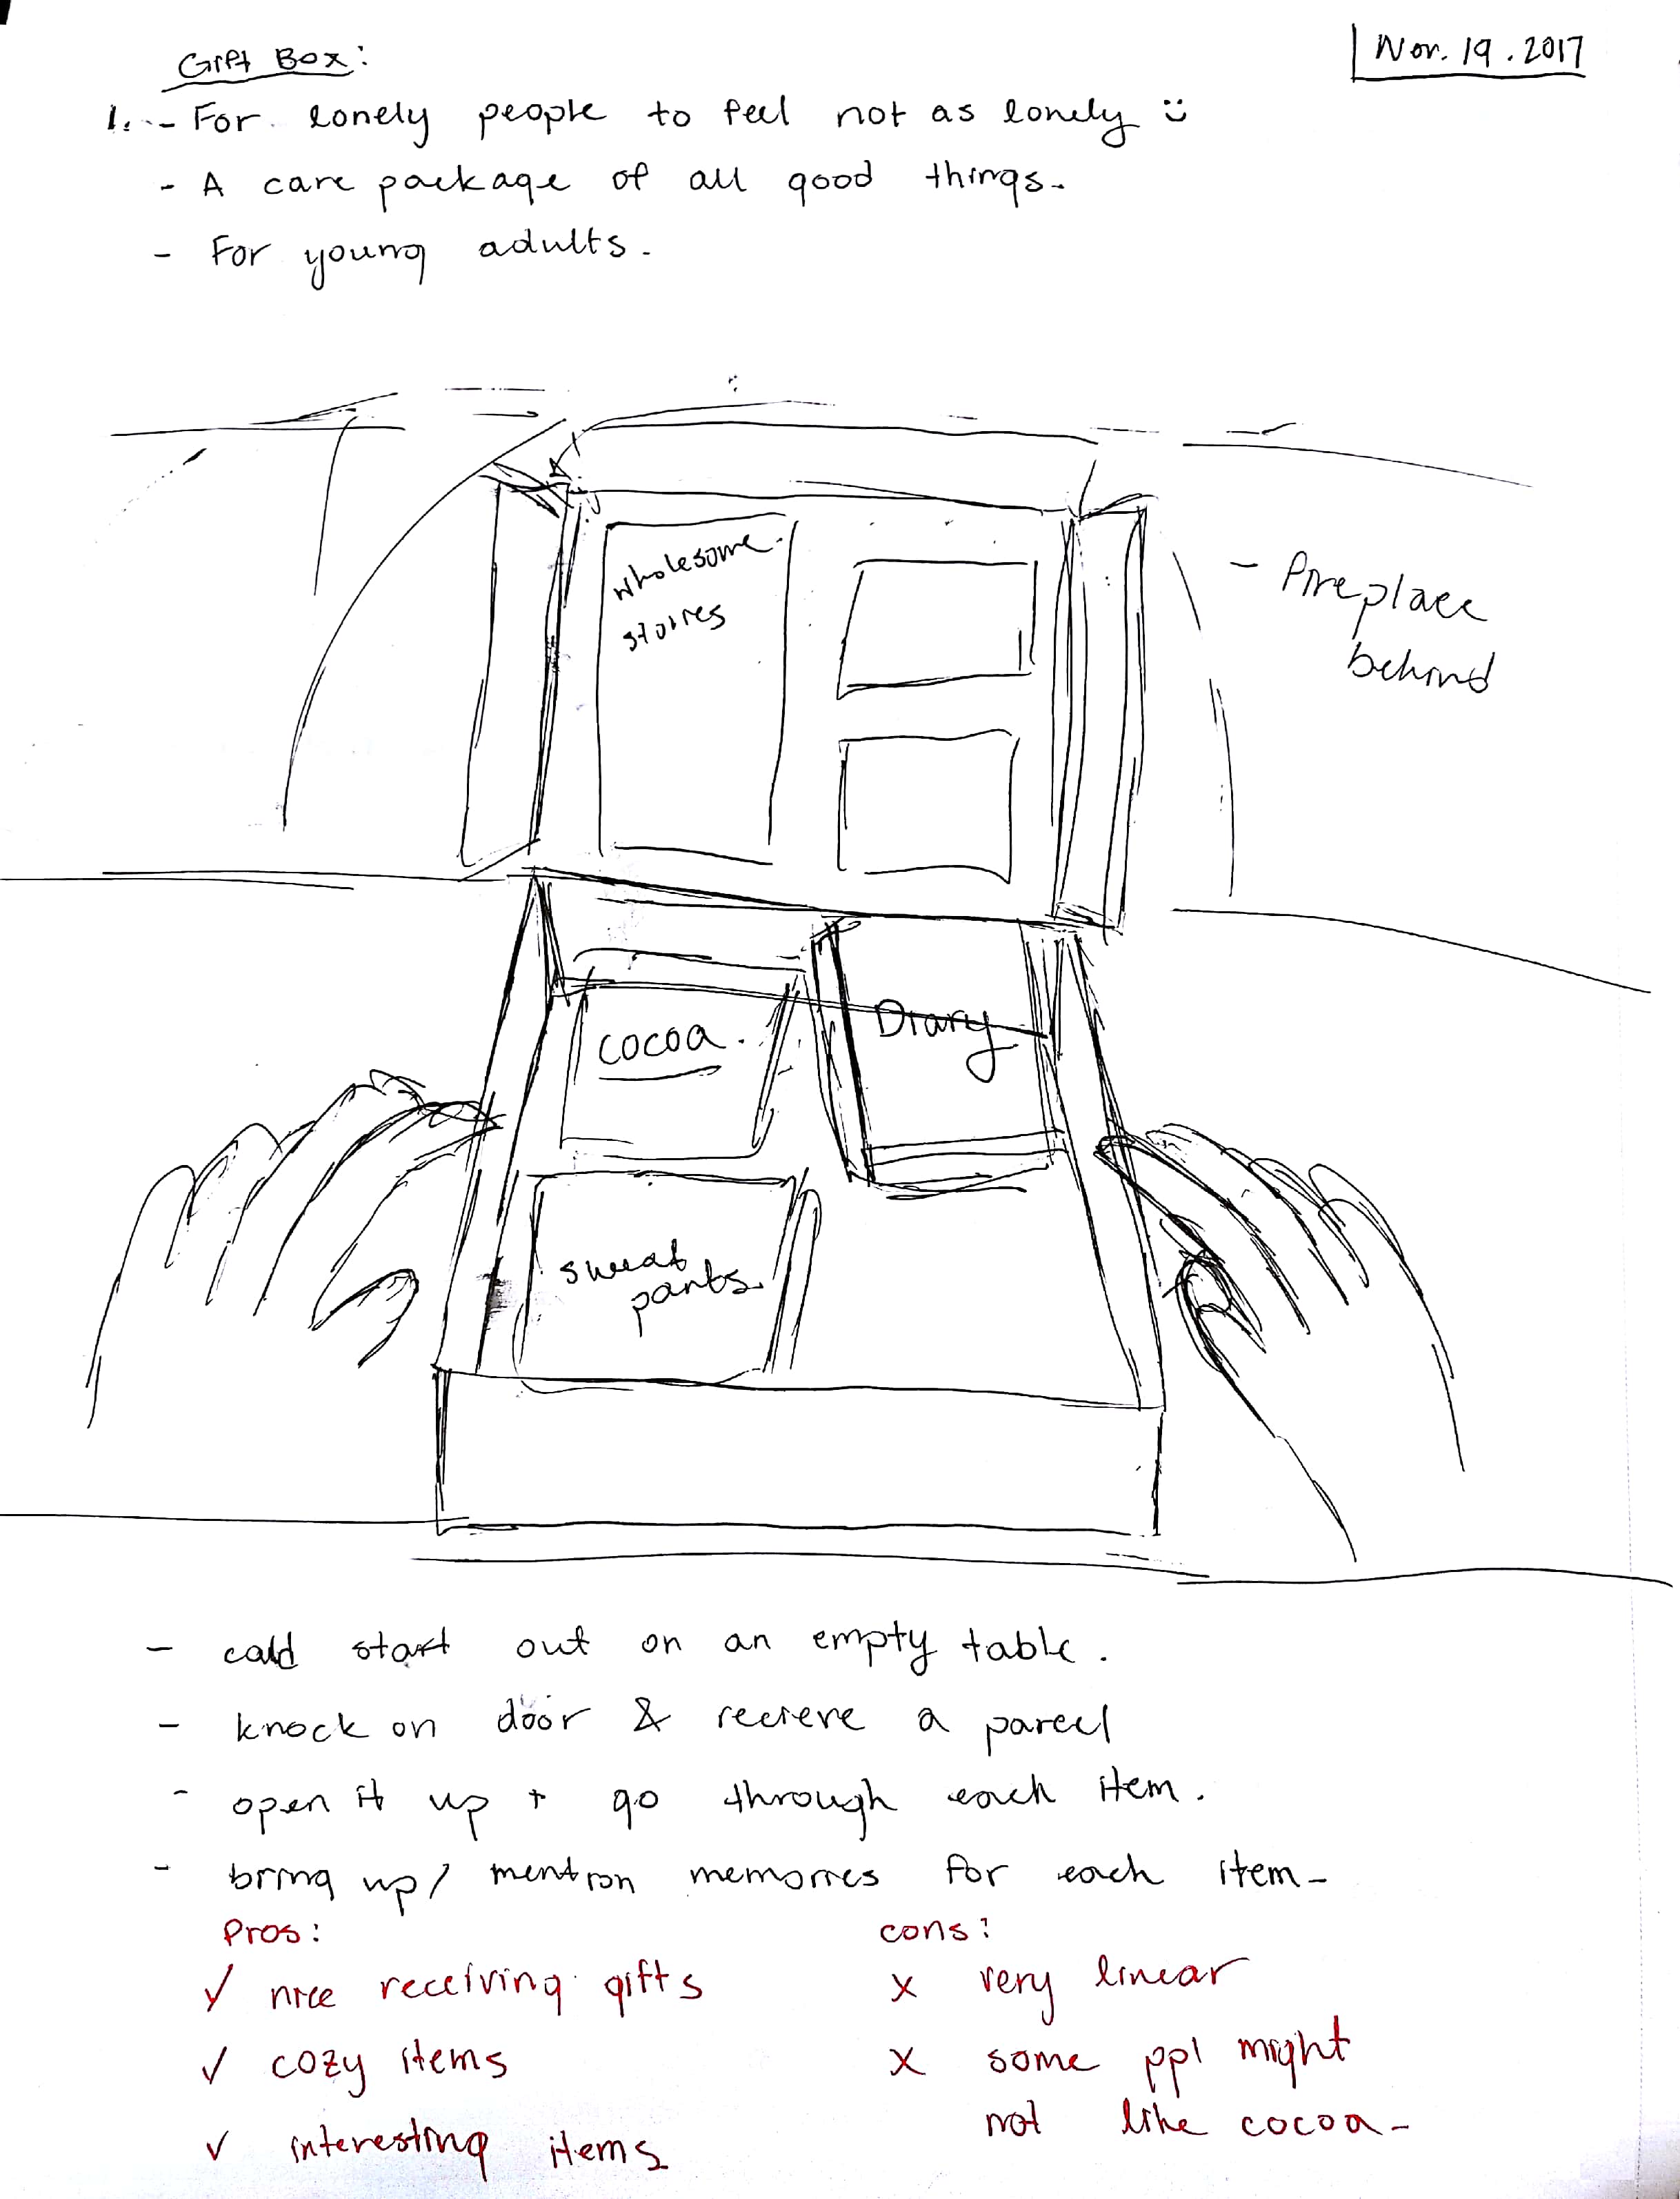 Gift Box:
Nov. 19. 2017
1. - For lonely people to feel not as lonely :)
- A care package of all good things.
- For young adults.
wholesome
stories
- fireplace
behind
cocoa.
Diary
sweat
pants.
- could start out on an empty table.
- knock on door & recieve a parcel
- open it up + go through each item.
- bring up/ mention memories for each item-
Pros:
✓ nice receiving gifts
✓ cozy items
✓ interesting items
cons:
x very linear
x some ppl might
not like cocoa-